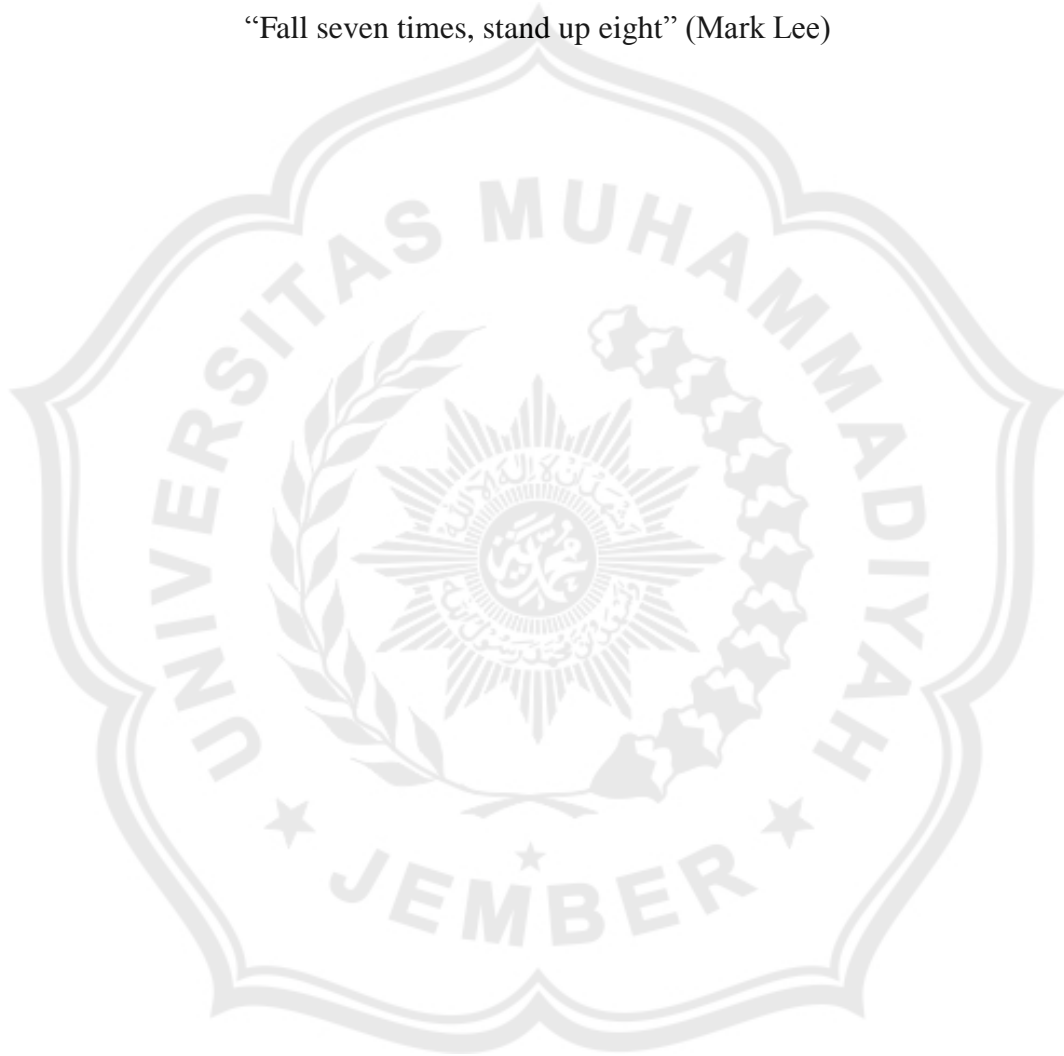 “Fall seven times, stand up eight” (Mark Lee)
UNIVERSITAS MUHAMMADIYAH
JEMBER